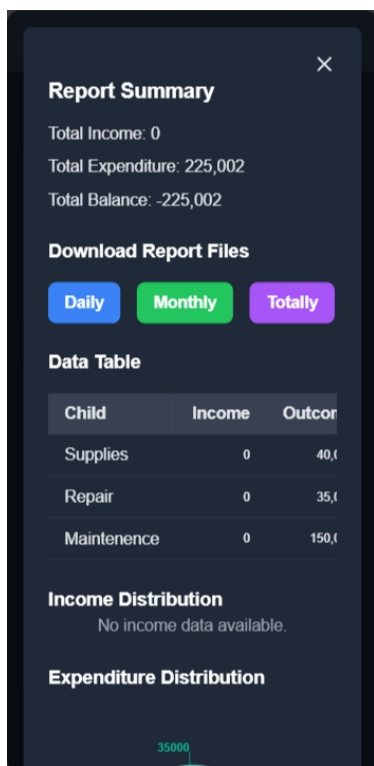 Report Summary
Total Income: 0
Total Expenditure: 225,002
Total Balance: -225,002
Download Report Files
Daily Monthly Totally
Data Table
Child Income
Supplies 0
Repair 0
Maintenence 0
Income Distribution
No income data available.
Expenditure Distribution
35000